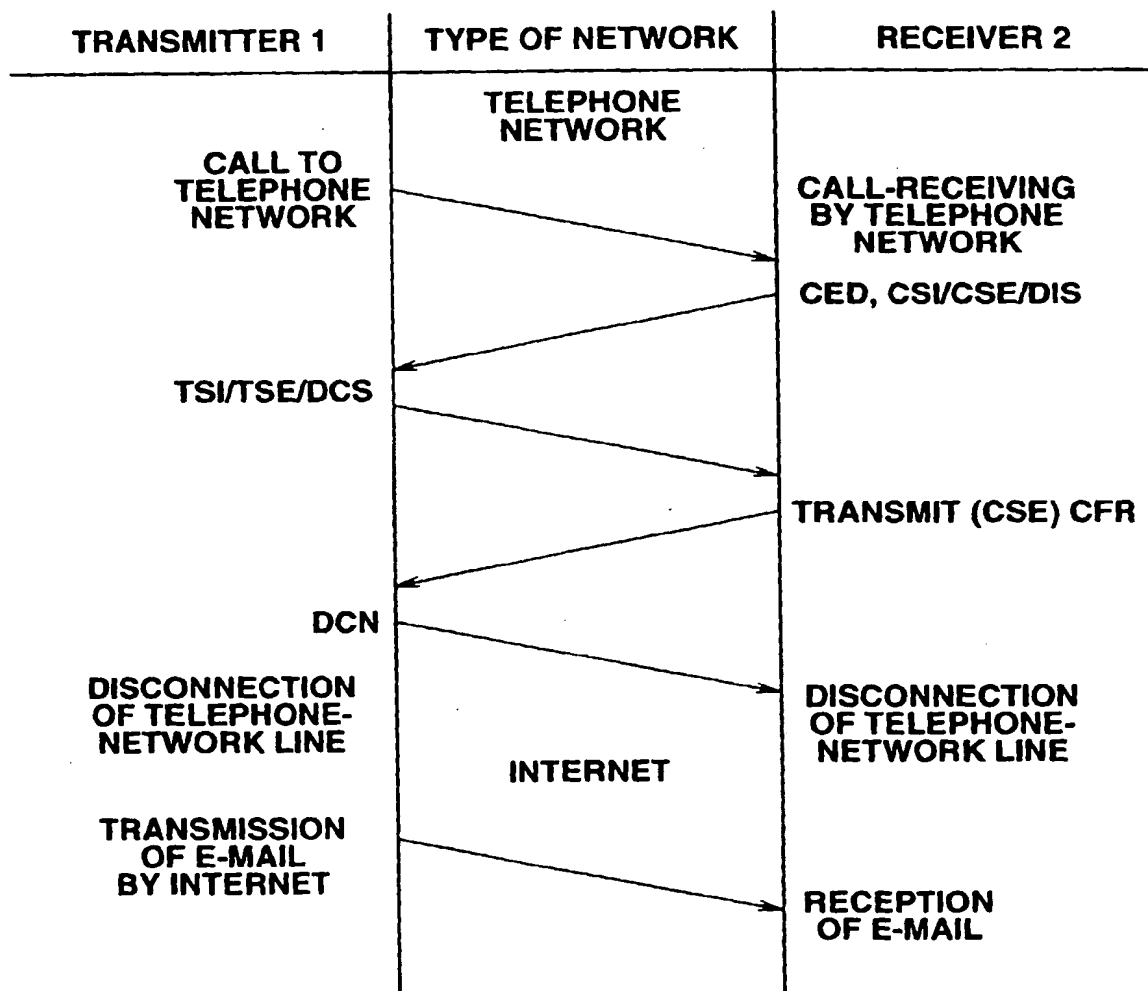 TRANSMITTER 1
TYPE OF NETWORK
RECEIVER 2
TELEPHONE
NETWORK
CALL TO
TELEPHONE
NETWORK
CALL-RECEIVING
BY TELEPHONE
NETWORK
CED, CSI/CSE/DIS
TSI/TSE/DCS
TRANSMIT (CSE) CFR
DCN
DISCONNECTION
OF TELEPHONE-
NETWORK LINE
DISCONNECTION
OF TELEPHONE-
NETWORK LINE
INTERNET
TRANSMISSION
OF E-MAIL
BY INTERNET
RECEPTION
OF E-MAIL